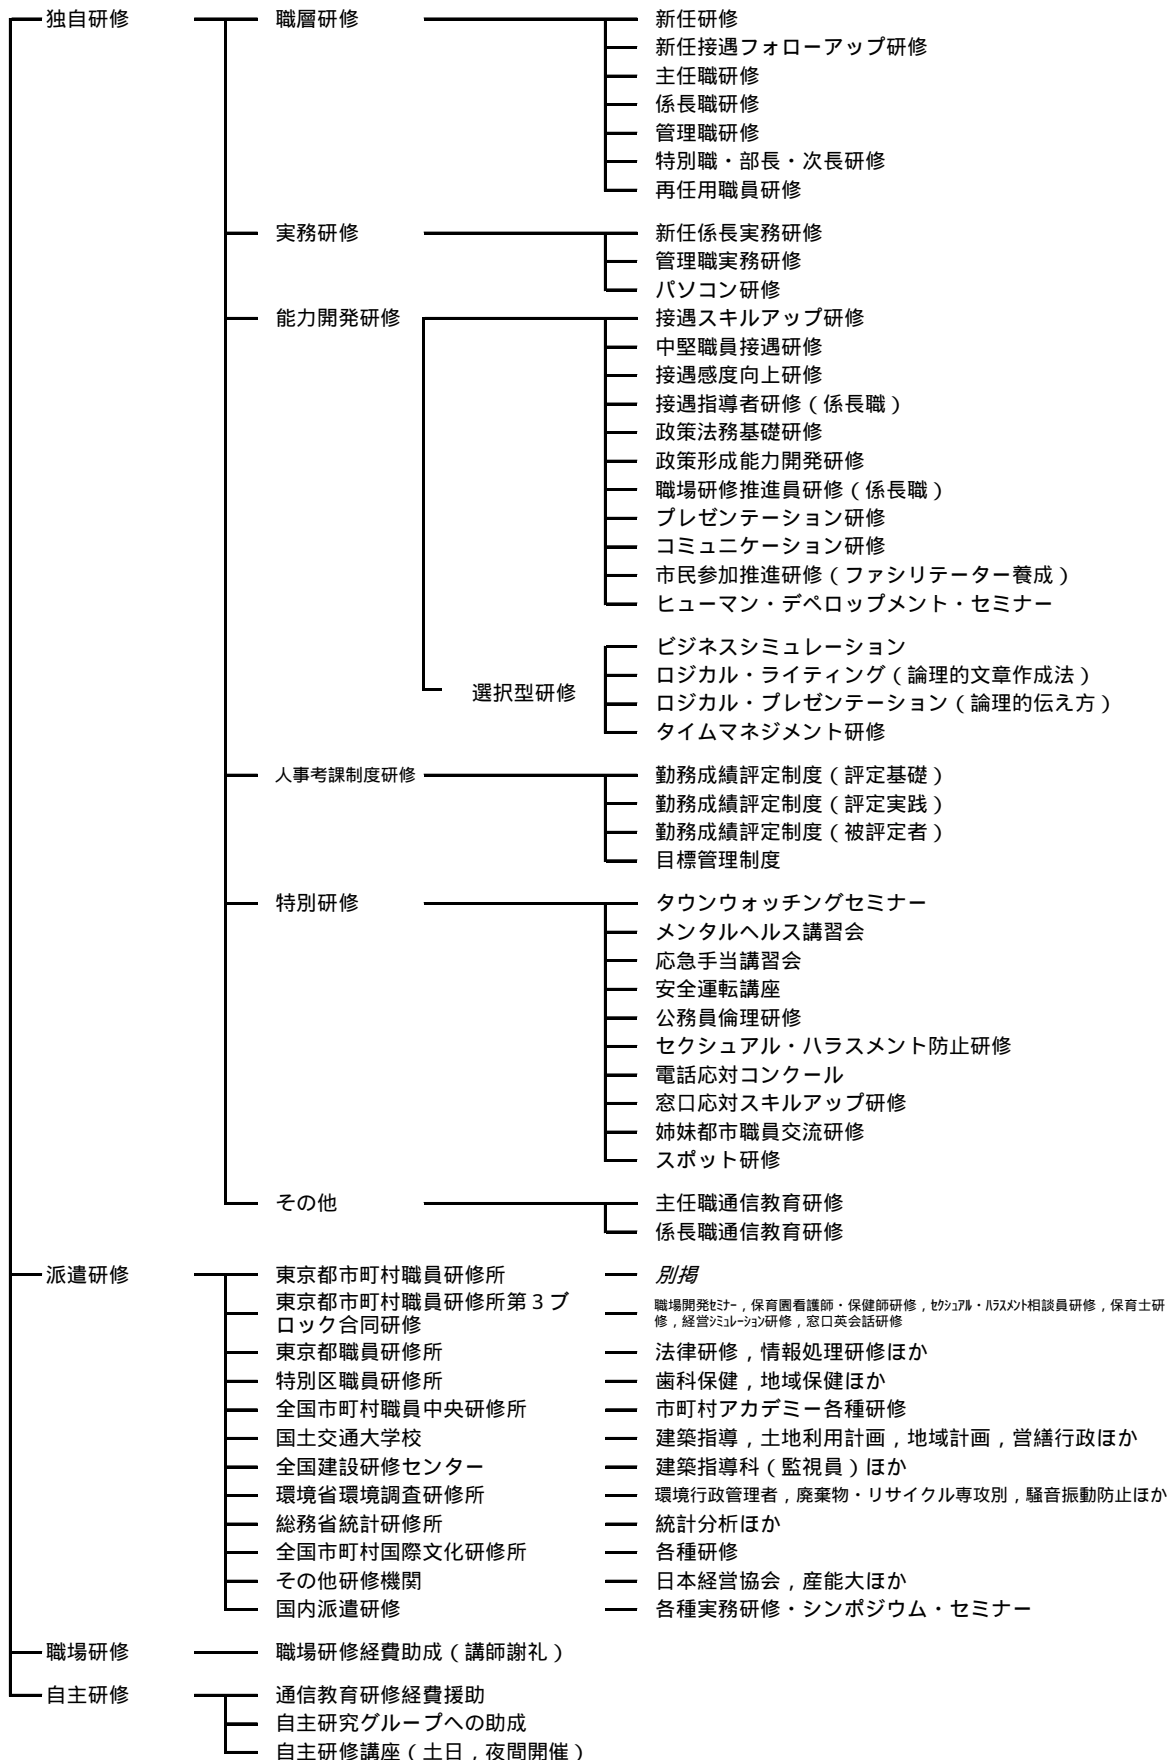 独自研修 職層研修 新任研修
新任接遇フォローアップ研修
主任職研修
係長職研修
管理職研修
特別職・部長・次長研修
再任用職員研修
実務研修 新任係長実務研修
管理職実務研修
パソコン研修
能力開発研修 接遇スキルアップ研修
中堅職員接遇研修
接遇感度向上研修
接遇指導者研修（係長職）
政策法務基礎研修
政策形成能力開発研修
職場研修推進員研修（係長職）
プレゼンテーション研修
コミュニケーション研修
市民参加推進研修（ファシリテーター養成）
ヒューマン・デベロップメント・セミナー
ビジネスシミュレーション
ロジカル・ライティング（論理的文章作成法）
選択型研修 ロジカル・プレゼンテーション（論理的伝え方）
タイムマネジメント研修
人事考課制度研修 勤務成績評定制度（評定基礎）
勤務成績評定制度（評定実践）
勤務成績評定制度（被評定者）
目標管理制度
特別研修 タウンウォッチングセミナー
メンタルヘルス講習会
応急手当講習会
安全運転講座
公務員倫理研修
セクシュアル・ハラスメント防止研修
電話応対コンクール
窓口応対スキルアップ研修
姉妹都市職員交流研修
スポット研修
その他 主任職通信教育研修
係長職通信教育研修
派遣研修 東京都市町村職員研修所 別掲
東京都市町村職員研修所第３ブ
ロック合同研修
職場開発ｾﾐﾅｰ，保育園看護師・保健師研修，ｾｸｼｭｱﾙ・ﾊﾗｽﾒﾝﾄ相談員研修，保育士研
修，経営ｼﾐｭﾚｰｼｮﾝ研修，窓口英会話研修
東京都職員研修所 法律研修，情報処理研修ほか
特別区職員研修所 歯科保健，地域保健ほか
全国市町村職員中央研修所 市町村アカデミー各種研修
国土交通大学校 建築指導，土地利用計画，地域計画，営繕行政ほか
全国建設研修センター 建築指導科（監視員）ほか
環境省環境調査研修所 環境行政管理者，廃棄物・リサイクル専攻別，騒音振動防止ほか
総務省統計研修所 統計分析ほか
全国市町村国際文化研修所 各種研修
その他研修機関 日本経営協会，産能大ほか
国内派遣研修 各種実務研修・シンポジウム・セミナー
職場研修 職場研修経費助成（講師謝礼）
自主研修 通信教育研修経費援助
自主研究グループへの助成
自主研修講座（土日，夜間開催）